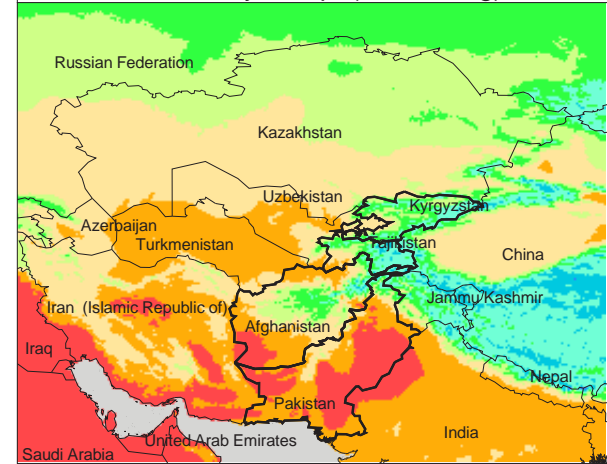 Russian Federation
Kazakhstan
Uzbekistan
Kyrgyzstan
Azerbaijan
Turkmenistan
Tajikistan
China
Iran (Islamic Republic of)
Jammu/Kashmir
Afghanistan
Iraq
Nepal
Pakistan
India
United Arab Emirates
Saudi Arabia